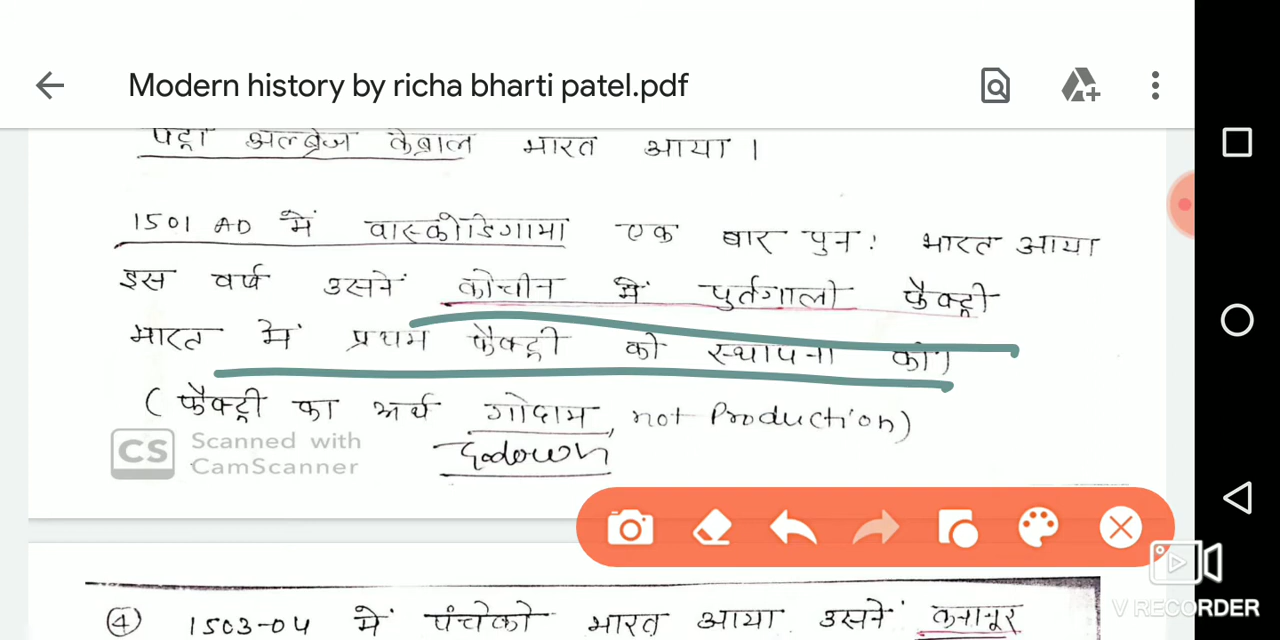 Modern history by richa bharti patel.pdf
पेड्रो अल्ब्रेज केब्राल भारत आया ।
1501 AD में वास्कोडिगामा एक बार पुनः भारत आया
इस वर्ष उसनें कोचीन में पुर्तगाली फैक्ट्री
भारत में प्रथम फैक्ट्री की स्थापना की।
( फैक्ट्री का अर्थ गोदाम, not Production)
Godown
CS Scanned with
CamScanner
④ 1503-04 में भारत आया उसनें कनानूर
V RECORDER